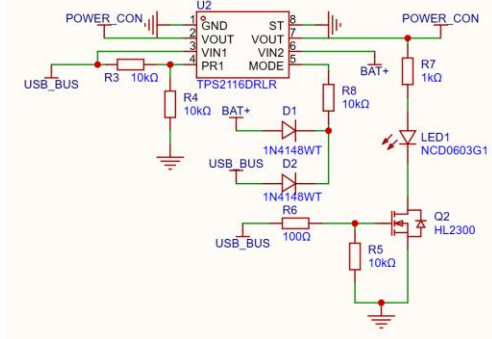 U2
POWER_CON
1 GND ST 8
2 VOUT VOUT 7
3 VIN1 VIN2 6
4 PR1 MODE 5
TPS2116DRLR
POWER_CON
USB_BUS
R3 10kΩ
R4
10kΩ
BAT+
R8
10kΩ
R7
1kΩ
BAT+
D1
1N4148WT
LED1
NCD0603G1
USB_BUS
D2
1N4148WT
R6
100Ω
USB_BUS
R5
10kΩ
Q2
HL2300